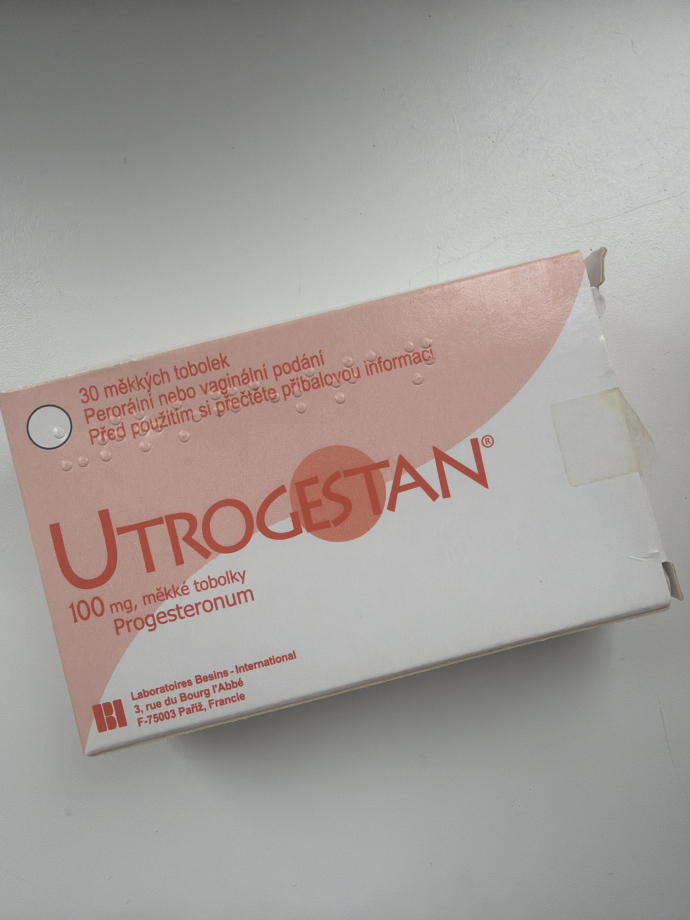 30 měkkých tobolek
Perorální nebo vaginální podání
Před použitím si přečtěte příbalovou informaci
UTROGESTAN®
100 mg, měkké tobolky
Progesteronum
BI
Laboratoires Besins - International
3, rue du Bourg l'Abbé
F-75003 Paříž, Francie